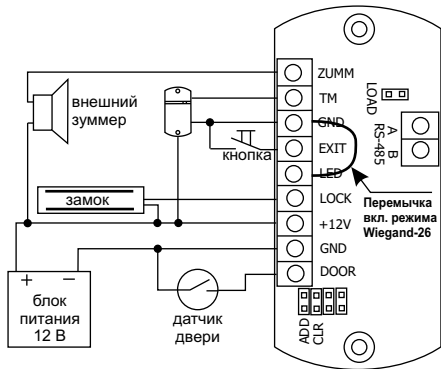 внешний
зуммер
кнопка
замок
+ −
блок
питания
12 В
датчик
двери
ZUMM
TM
GND
EXIT
LED
LOCK
+12V
GND
DOOR
LOAD
A B
RS-485
Перемычка
вкл. режима
Wiegand-26
ADD
CLR